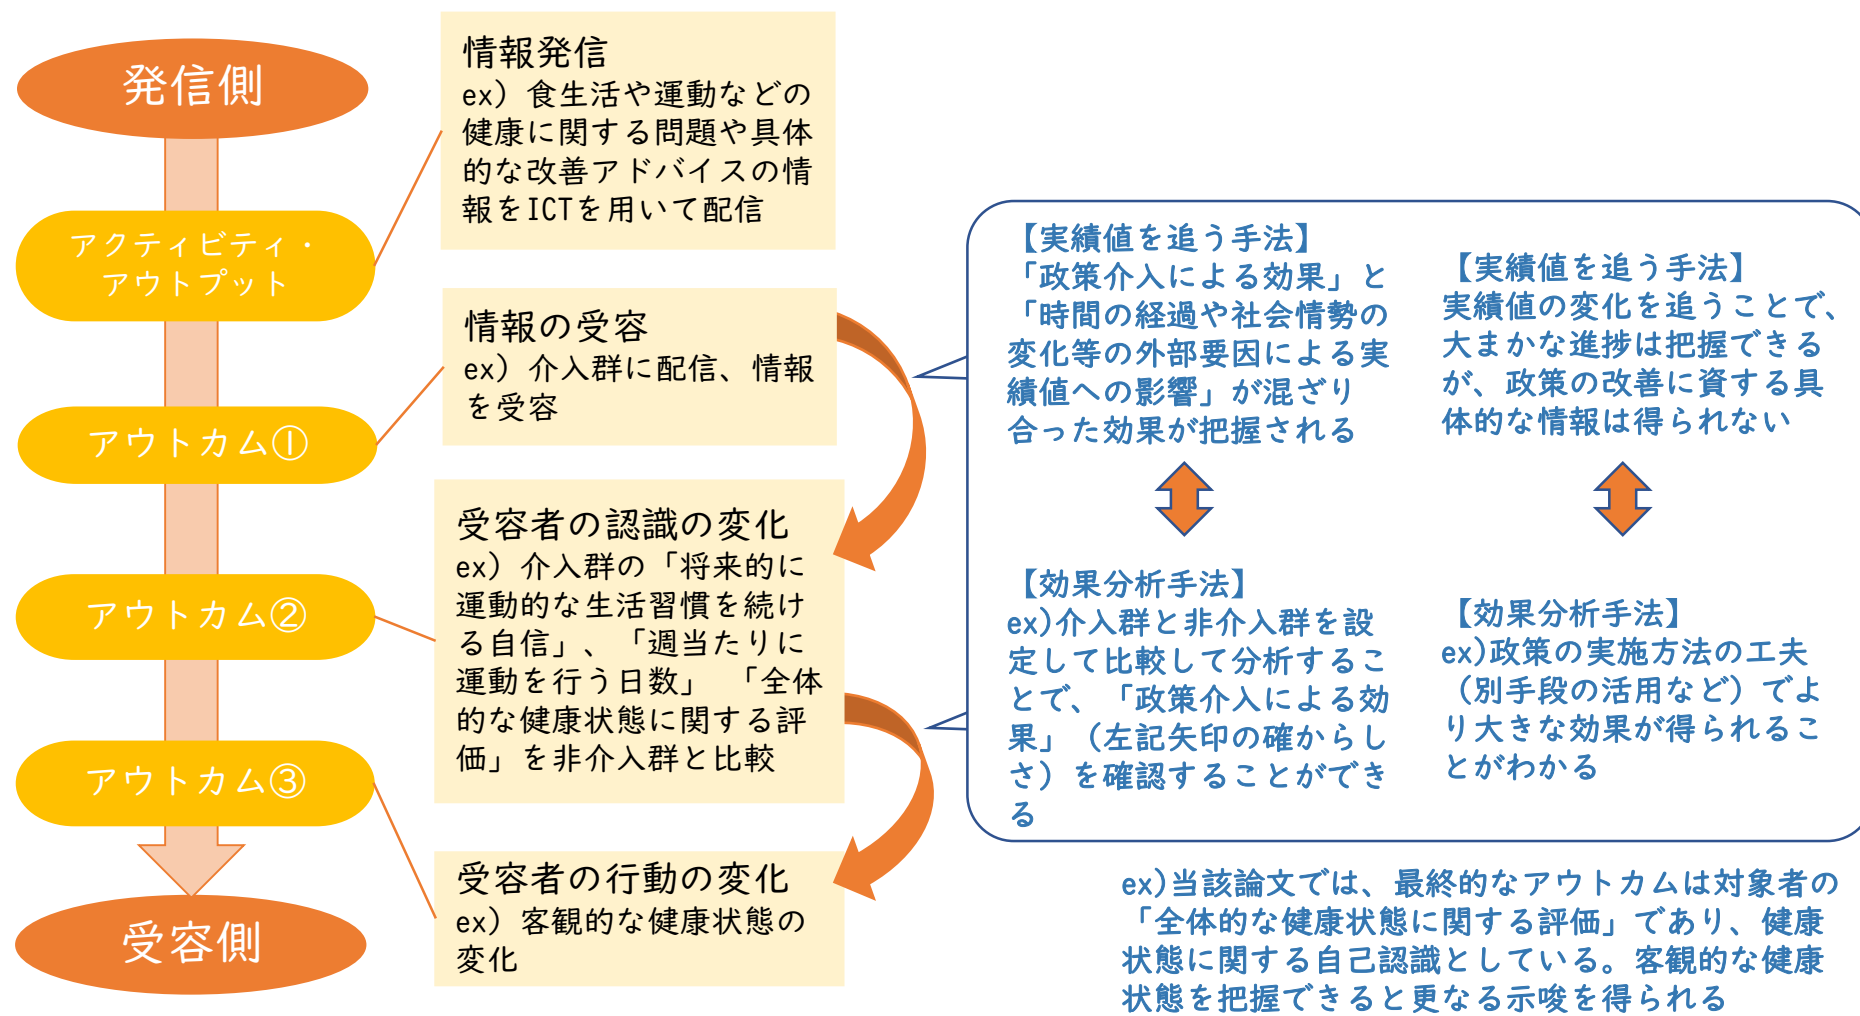 発信側
アクティビティ・
アウトプット
アウトカム①
アウトカム②
アウトカム③
受容側
情報発信
ex）食生活や運動などの
健康に関する問題や具体
的な改善アドバイスの情
報をICTを用いて配信
情報の受容
ex）介入群に配信、情報
を受容
受容者の認識の変化
ex）介入群の「将来的に
運動的な生活習慣を続け
る自信」、「週当たりに
運動を行う日数」　「全体
的な健康状態に関する評
価」を非介入群と比較
受容者の行動の変化
ex）客観的な健康状態の
変化
【実績値を追う手法】
「政策介入による効果」と
「時間の経過や社会情勢の
変化等の外部要因による実
績値への影響」が混ざり
合った効果が把握される
【効果分析手法】
ex)介入群と非介入群を設
定して比較して分析するこ
とで、「政策介入による効
果」（左記矢印の確からし
さ）を確認することができ
る
【実績値を追う手法】
実績値の変化を追うことで、
大まかな進捗は把握できる
が、政策の改善に資する具
体的な情報は得られない
【効果分析手法】
ex)政策の実施方法の工夫
（別手段の活用など）でよ
り大きな効果が得られるこ
とがわかる
ex)当該論文では、最終的なアウトカムは対象者の
「全体的な健康状態に関する評価」であり、健康
状態に関する自己認識としている。客観的な健康
状態を把握できると更なる示唆を得られる